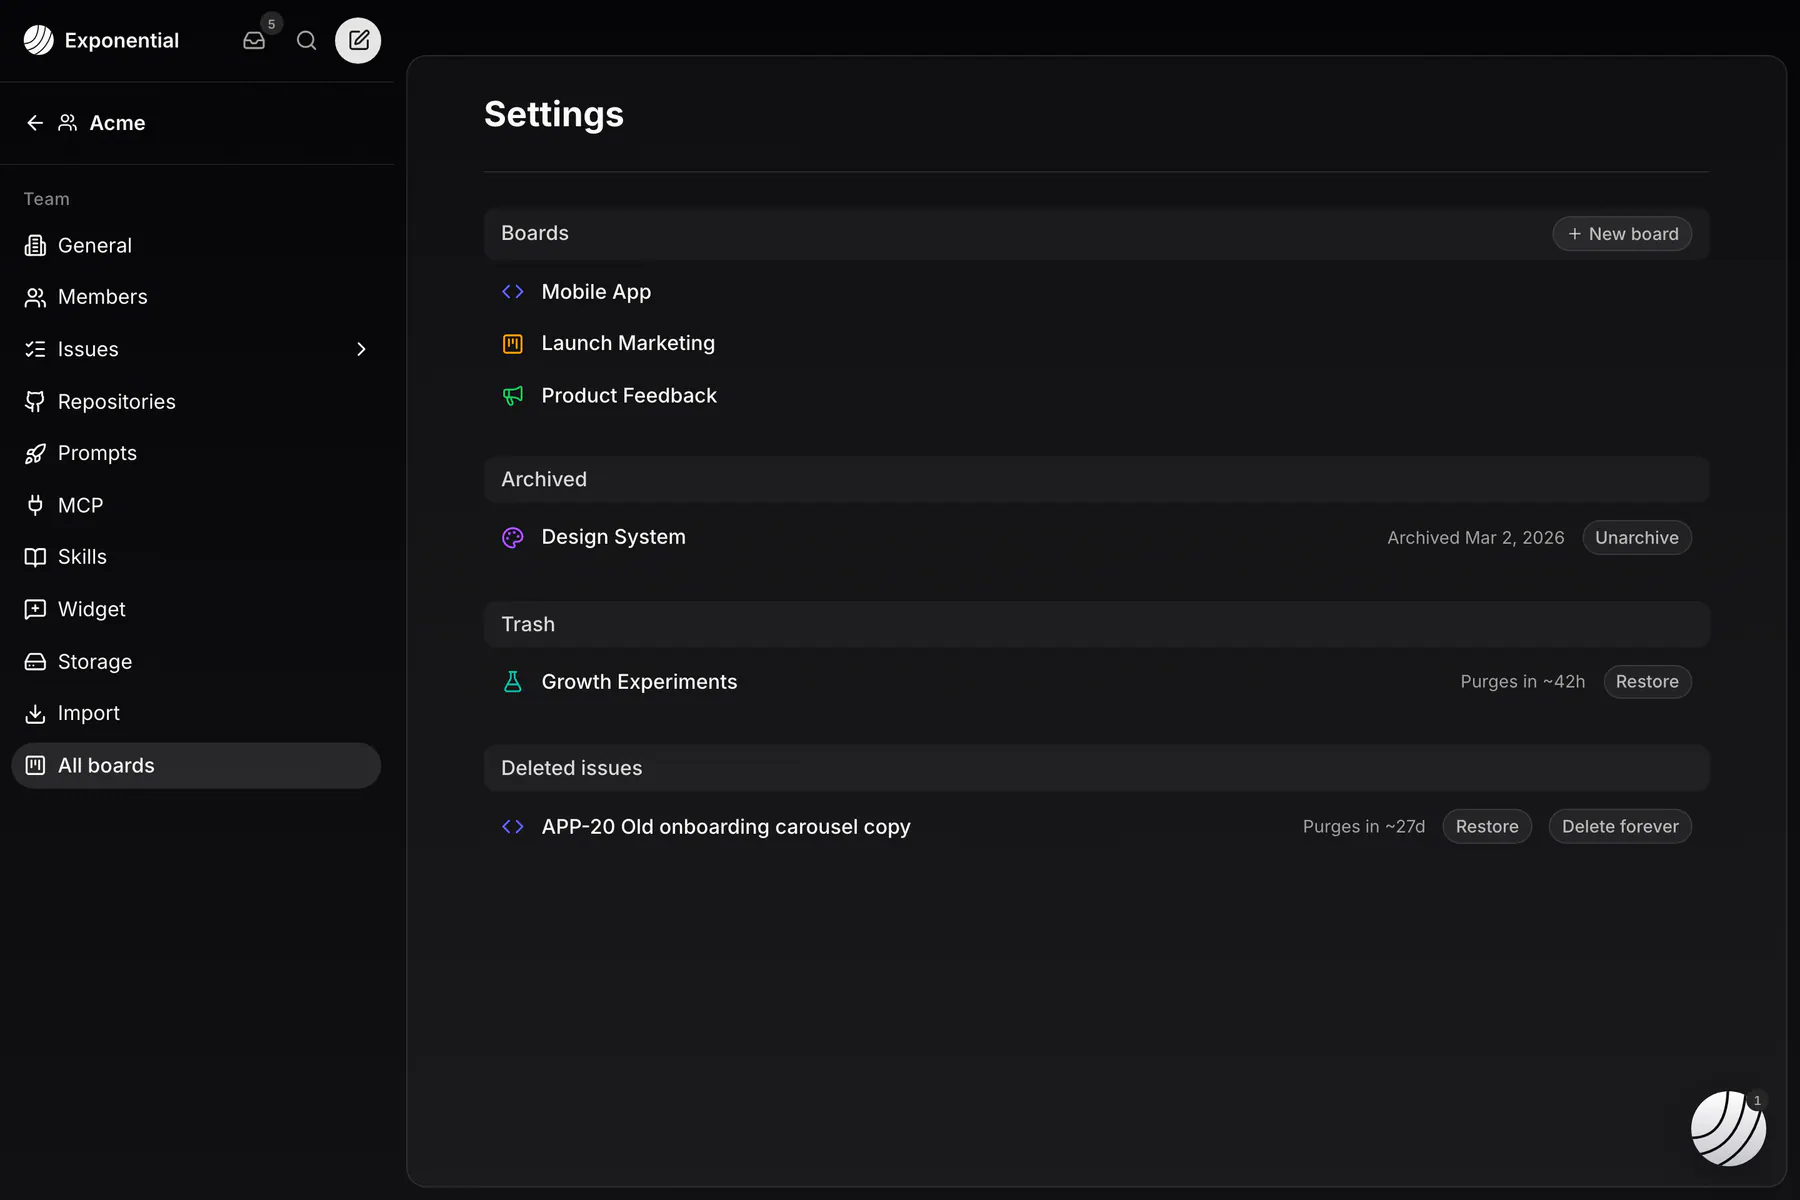 Exponential
5
Acme
Team
General
Members
Issues
Repositories
Prompts
MCP
Skills
Widget
Storage
Import
All boards
Settings
Boards
New board
Mobile App
Launch Marketing
Product Feedback
Archived
Design System
Archived Mar 2, 2026
Unarchive
Trash
Growth Experiments
Purges in ~42h
Restore
Deleted issues
APP-20 Old onboarding carousel copy
Purges in ~27d
Restore
Delete forever
1